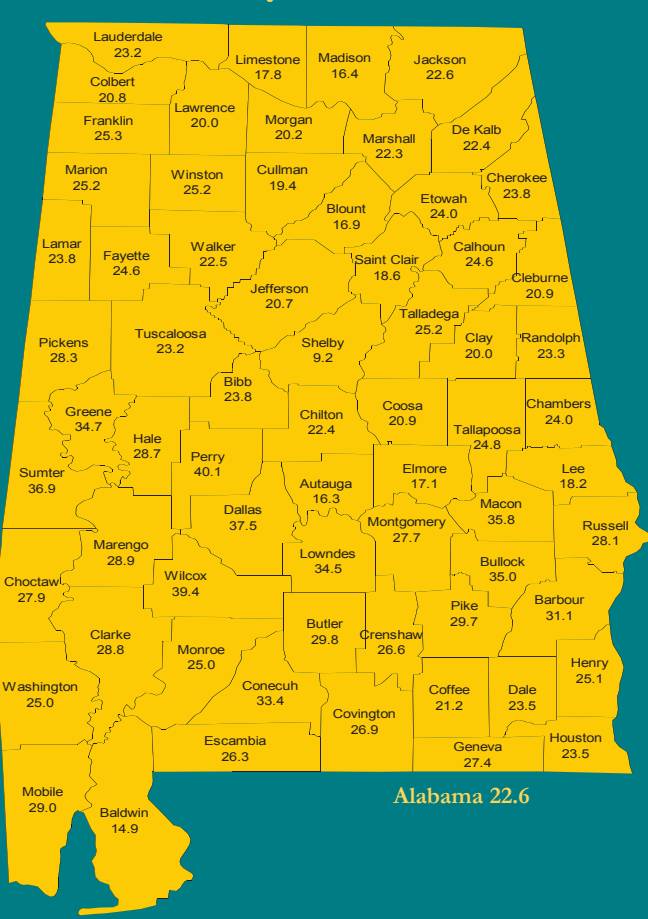 Lauderdale
23.2
Limestone
17.8
Madison
16.4
Jackson
22.6
Colbert
20.8
Lawrence
20.0
Franklin
25.3
Morgan
20.2
Marshall
22.3
De Kalb
22.4
Marion
25.2
Winston
25.2
Cullman
19.4
Cherokee
23.8
Etowah
24.0
Blount
16.9
Lamar
23.8
Fayette
24.6
Walker
22.5
Saint Clair
18.6
Calhoun
24.6
Cleburne
20.9
Jefferson
20.7
Talladega
25.2
Pickens
28.3
Tuscaloosa
23.2
Shelby
9.2
Clay
20.0
Randolph
23.3
Bibb
23.8
Greene
34.7
Hale
28.7
Chilton
22.4
Coosa
20.9
Tallapoosa
24.8
Chambers
24.0
Perry
40.1
Sumter
36.9
Autauga
16.3
Elmore
17.1
Lee
18.2
Dallas
37.5
Macon
35.8
Montgomery
27.7
Russell
28.1
Marengo
28.9
Lowndes
34.5
Bullock
35.0
Choctaw
27.9
Wilcox
39.4
Barbour
31.1
Pike
29.7
Butler
29.8
Crenshaw
26.6
Clarke
28.8
Monroe
25.0
Henry
25.1
Washington
25.0
Conecuh
33.4
Coffee
21.2
Dale
23.5
Covington
26.9
Escambia
26.3
Geneva
27.4
Houston
23.5
Mobile
29.0
Baldwin
14.9
Alabama 22.6